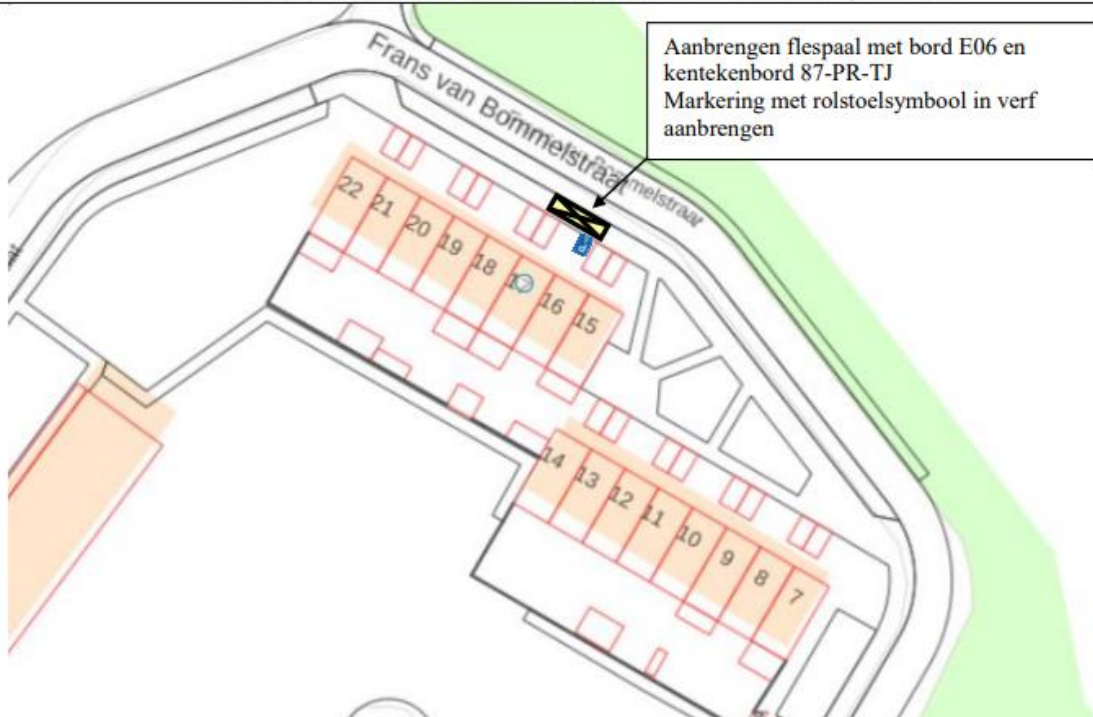 Aanbrengen flespaal met bord E06 en
kentekenbord 87-PR-TJ
Markering met rolstoelsymbool in verf
aanbrengen
Frans van Bommelstraat
melstraat
22
21
20
19
18
16
15
14
13
12
11
10
9
8
7